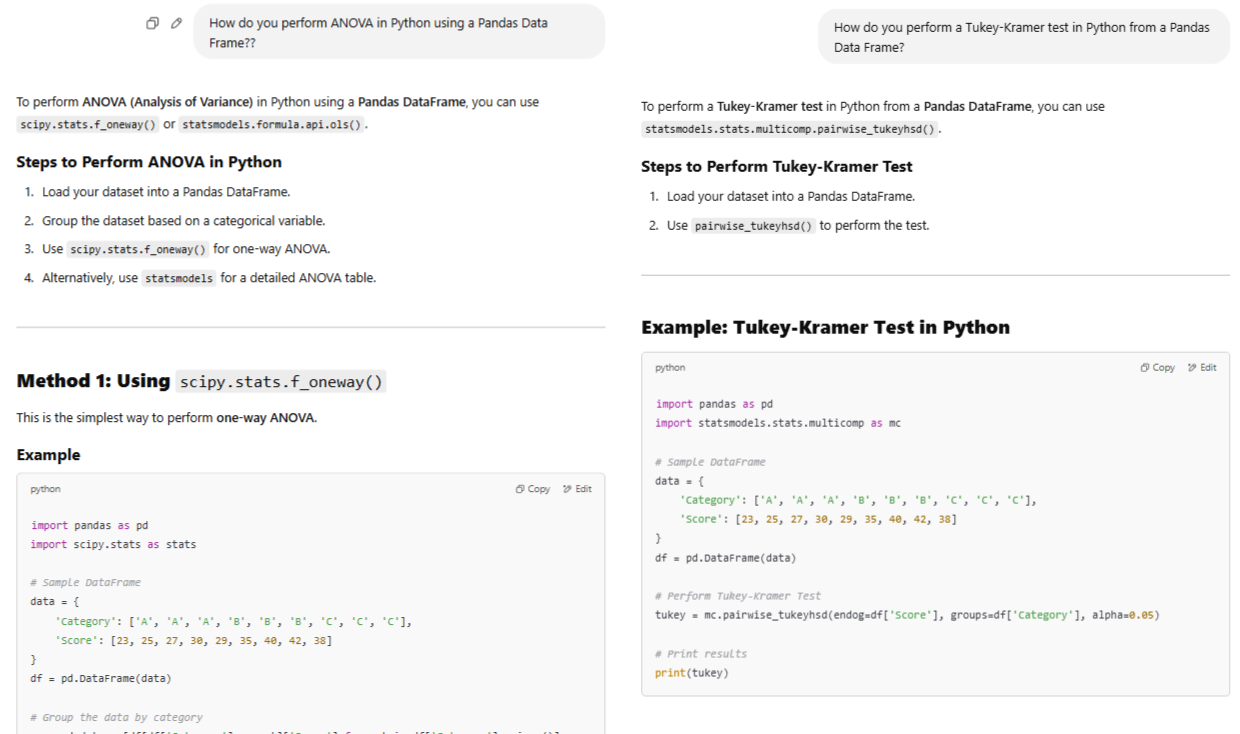 How do you perform ANOVA in Python using a Pandas Data
Frame??
To perform ANOVA (Analysis of Variance) in Python using a Pandas DataFrame, you can use
scipy.stats.f_oneway() or statsmodels.formula.api.ols().
Steps to Perform ANOVA in Python
1. Load your dataset into a Pandas DataFrame.
2. Group the dataset based on a categorical variable.
3. Use scipy.stats.f_oneway() for one-way ANOVA.
4. Alternatively, use statsmodels for a detailed ANOVA table.
Method 1: Using scipy.stats.f_oneway()
This is the simplest way to perform one-way ANOVA.
Example
python
Copy Edit
import pandas as pd
import scipy.stats as stats
# Sample DataFrame
data = {
    'Category': ['A', 'A', 'A', 'B', 'B', 'B', 'C', 'C', 'C'],
    'Score': [23, 25, 27, 30, 29, 35, 40, 42, 38]
}
df = pd.DataFrame(data)
# Group the data by category
How do you perform a Tukey-Kramer test in Python from a Pandas
Data Frame?
To perform a Tukey-Kramer test in Python from a Pandas DataFrame, you can use
statsmodels.stats.multicomp.pairwise_tukeyhsd().
Steps to Perform Tukey-Kramer Test
1. Load your dataset into a Pandas DataFrame.
2. Use pairwise_tukeyhsd() to perform the test.
Example: Tukey-Kramer Test in Python
python
Copy Edit
import pandas as pd
import statsmodels.stats.multicomp as mc
# Sample DataFrame
data = {
    'Category': ['A', 'A', 'A', 'B', 'B', 'B', 'C', 'C', 'C'],
    'Score': [23, 25, 27, 30, 29, 35, 40, 42, 38]
}
df = pd.DataFrame(data)
# Perform Tukey-Kramer Test
tukey = mc.pairwise_tukeyhsd(endog=df['Score'], groups=df['Category'], alpha=0.05)
# Print results
print(tukey)